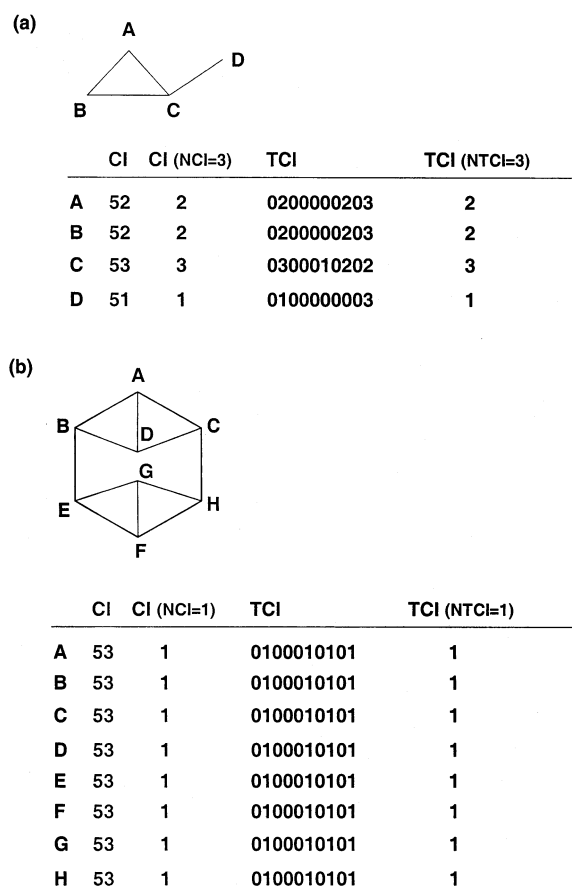 (a)
A
D
B C
CI CI (NCI=3) TCI TCI (NTCI=3)
A 52 2 0200000203 2
B 52 2 0200000203 2
C 53 3 0300010202 3
D 51 1 0100000003 1
(b)
A
B D C
G
E H
F
CI CI (NCI=1) TCI TCI (NTCI=1)
A 53 1 0100010101 1
B 53 1 0100010101 1
C 53 1 0100010101 1
D 53 1 0100010101 1
E 53 1 0100010101 1
F 53 1 0100010101 1
G 53 1 0100010101 1
H 53 1 0100010101 1